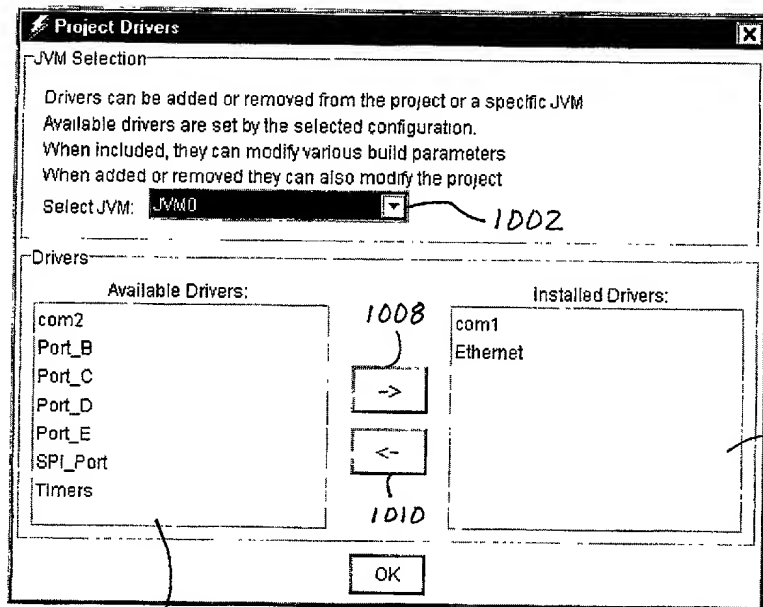 Project Drivers
JVM Selection
Drivers can be added or removed from the project or a specific JVM
Available drivers are set by the selected configuration.
When included, they can modify various build parameters
When added or removed they can also modify the project
Select JVM: JVM0
1002
Drivers
Available Drivers:
com2
Port_B
Port_C
Port_D
Port_E
SPI_Port
Timers
1008
->
<-
1010
Installed Drivers:
com1
Ethernet
OK